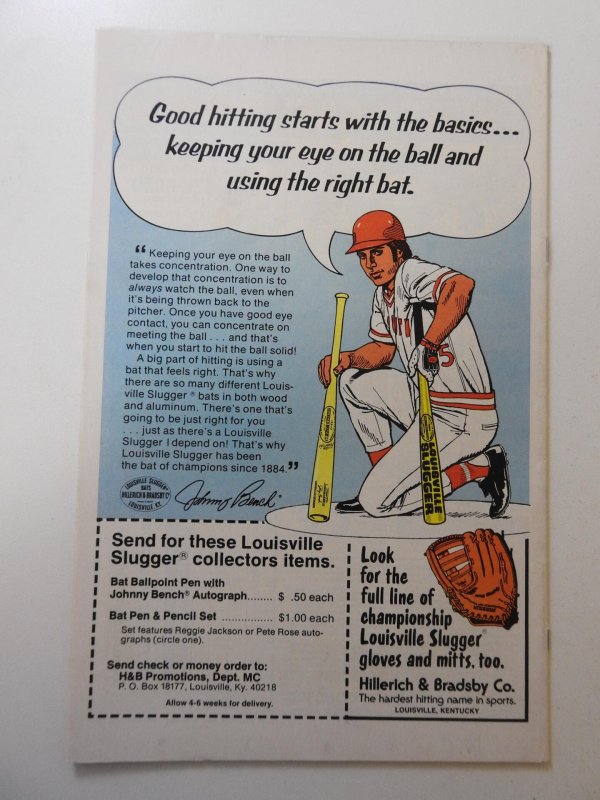 Good hitting starts with the basics...
keeping your eye on the ball and
using the right bat.
“Keeping your eye on the ball
takes concentration. One way to
develop that concentration is to
always watch the ball, even when
it's being thrown back to the
pitcher. Once you have good eye
contact, you can concentrate on
meeting the ball . . . and that's
when you start to hit the ball solid!
A big part of hitting is using a
bat that feels right. That's why
there are so many different Louis-
ville Slugger® bats in both wood
and aluminum. There's one that's
going to be just right for you
. . . just as there's a Louisville
Slugger I depend on! That's why
Louisville Slugger has been
the bat of champions since 1884.”
LOUISVILLE SLUGGER
BATS
HILLERICH & BRADSBY Co
LOUISVILLE, KY.
Johnny Bench®
5
LOUISVILLE
SLUGGER
Send for these Louisville
Slugger® collectors items.
Bat Ballpoint Pen with
Johnny Bench® Autograph........ $ .50 each
Bat Pen & Pencil Set ................ $1.00 each
Set features Reggie Jackson or Pete Rose auto-
graphs (circle one).
Send check or money order to:
H&B Promotions, Dept. MC
P. O. Box 18177, Louisville, Ky. 40218
Allow 4-6 weeks for delivery.
Look
for the
full line of
championship
Louisville Slugger®
gloves and mitts, too.
Hillerich & Bradsby Co.
The hardest hitting name in sports.
LOUISVILLE, KENTUCKY